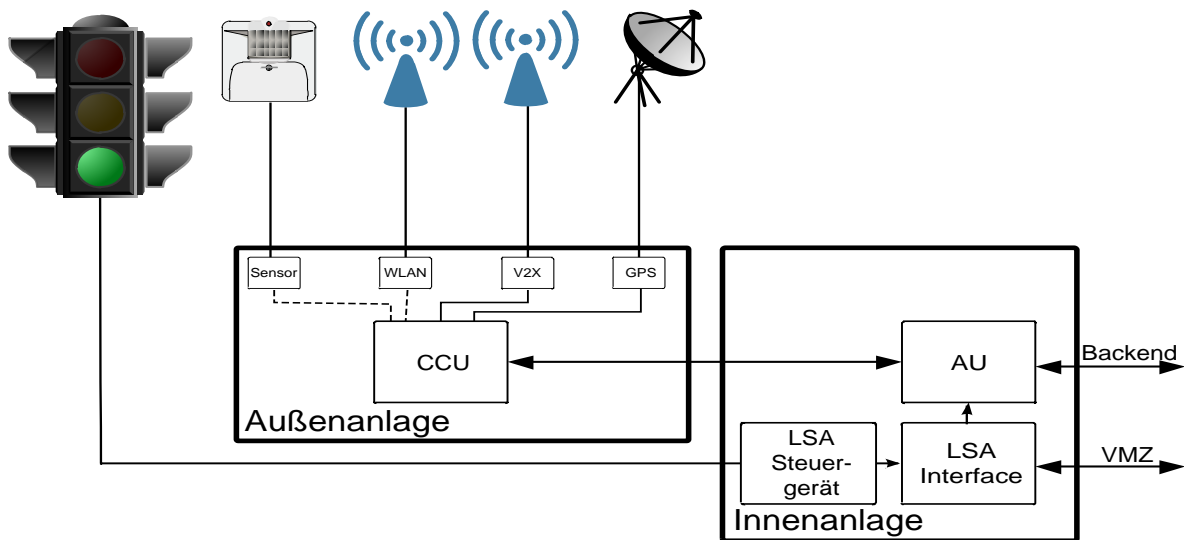 Sensor
WLAN
V2X
GPS
CCU
Außenanlage
AU
Backend
LSA
Steuer-
gerät
LSA
Interface
VMZ
Innenanlage